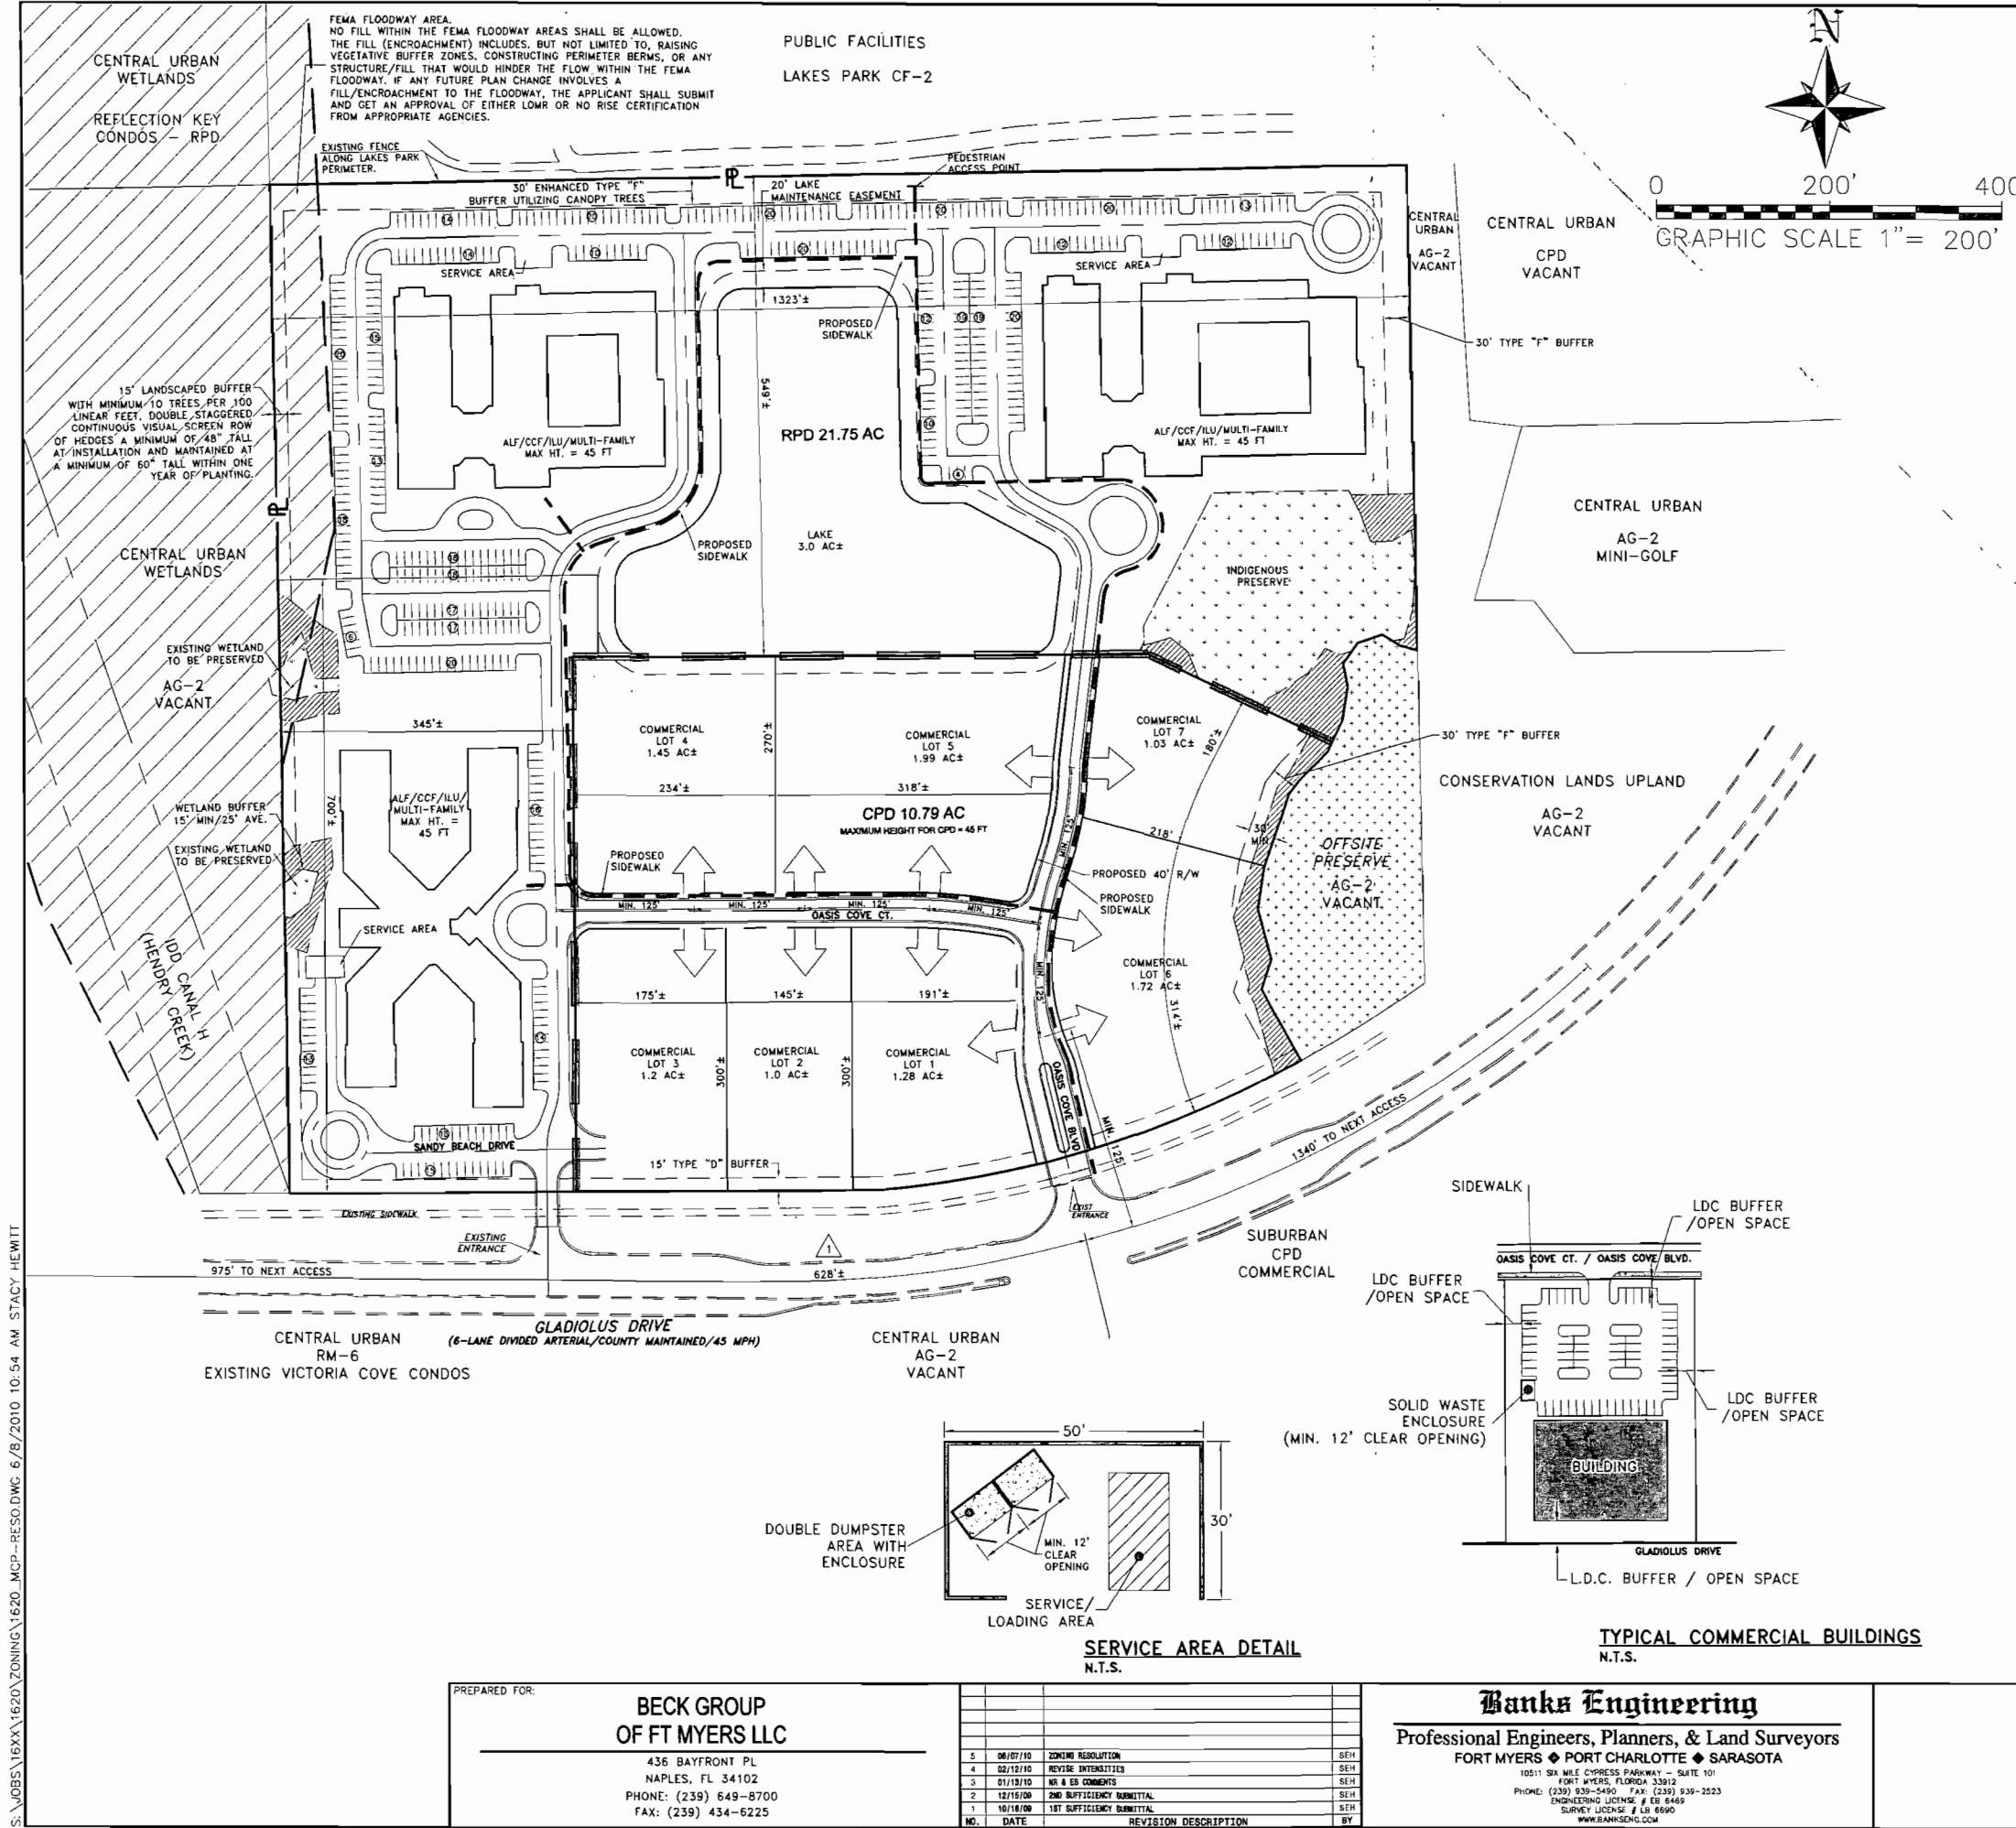 FEMA FLOODWAY AREA.
NO FILL WITHIN THE FEMA FLOODWAY AREAS SHALL BE ALLOWED.
THE FILL (ENCROACHMENT) INCLUDES, BUT NOT LIMITED TO, RAISING
VEGETATIVE BUFFER ZONES, CONSTRUCTING PERIMETER BERMS, OR ANY
STRUCTURE/FILL THAT WOULD HINDER THE FLOW WITHIN THE FEMA
FLOODWAY. IF ANY FUTURE PLAN CHANGE INVOLVES A
FILL/ENCROACHMENT TO THE FLOODWAY, THE APPLICANT SHALL SUBMIT
AND GET AN APPROVAL OF EITHER LOMR OR NO RISE CERTIFICATION
FROM APPROPRIATE AGENCIES.
CENTRAL URBAN
WETLANDS
REFLECTION KEY
CONDOS – RPD
PUBLIC FACILITIES
LAKES PARK CF-2
N
0 200' 400
GRAPHIC SCALE 1"= 200'
EXISTING FENCE
ALONG LAKES PARK
PERIMETER.
PEDESTRIAN
ACCESS POINT
PL
30' ENHANCED TYPE "F"
BUFFER UTILIZING CANOPY TREES
20' LAKE
MAINTENANCE EASEMENT
CENTRAL
URBAN
AG-2
VACANT
CENTRAL URBAN
CPD
VACANT
SERVICE AREA
SERVICE AREA
1323'±
PROPOSED
SIDEWALK
30' TYPE "F" BUFFER
549'±
15' LANDSCAPED BUFFER
WITH MINIMUM 10 TREES PER 100
LINEAR FEET, DOUBLE STAGGERED
CONTINUOUS VISUAL SCREEN ROW
OF HEDGES A MINIMUM OF 48" TALL
AT INSTALLATION AND MAINTAINED AT
A MINIMUM OF 60" TALL WITHIN ONE
YEAR OF PLANTING.
ALF/CCF/ILU/MULTI-FAMILY
MAX HT. = 45 FT
RPD 21.75 AC
ALF/CCF/ILU/MULTI-FAMILY
MAX HT. = 45 FT
PL
CENTRAL URBAN
AG-2
MINI-GOLF
CENTRAL URBAN
WETLANDS
PROPOSED
SIDEWALK
LAKE
3.0 AC±
INDIGENOUS
PRESERVE
EXISTING WETLAND
TO BE PRESERVED
AG-2
VACANT
345'±
COMMERCIAL
LOT 4
1.45 AC±
270'±
COMMERCIAL
LOT 5
1.99 AC±
COMMERCIAL
LOT 7
1.03 AC±
180'±
30' TYPE "F" BUFFER
234'±
318'±
CONSERVATION LANDS UPLAND
AG-2
VACANT
WETLAND BUFFER
15' MIN/25' AVE.
700'±
ALF/CCF/ILU/
MULTI-FAMILY
MAX HT. =
45 FT
CPD 10.79 AC
MAXIMUM HEIGHT FOR CPD = 45 FT
MIN. 125'
218'
30'
MIN.
OFFSITE
PRESERVE
AG-2
VACANT
EXISTING WETLAND
TO BE PRESERVED
PROPOSED
SIDEWALK
PROPOSED 40' R/W
PROPOSED
SIDEWALK
MIN. 125' MIN. 125' MIN. 125' MIN. 125'
OASIS COVE CT.
SERVICE AREA
IDD CANAL H
(HENDRY CREEK)
MIN. 125'
COMMERCIAL
LOT 6
1.72 AC±
314'±
175'± 145'± 191'±
COMMERCIAL
LOT 3
1.2 AC±
300'±
COMMERCIAL
LOT 2
1.0 AC±
300'±
COMMERCIAL
LOT 1
1.28 AC±
OASIS COVE BLVD
MIN. 125'
SANDY BEACH DRIVE
15' TYPE "D" BUFFER
1340' TO NEXT ACCESS
EXISTING SIDEWALK
EXIST
ENTRANCE
EXISTING
ENTRANCE
1
975' TO NEXT ACCESS
628'±
SUBURBAN
CPD
COMMERCIAL
GLADIOLUS DRIVE
(6-LANE DIVIDED ARTERIAL/COUNTY MAINTAINED/45 MPH)
CENTRAL URBAN
RM-6
EXISTING VICTORIA COVE CONDOS
CENTRAL URBAN
AG-2
VACANT
SIDEWALK
LDC BUFFER
/OPEN SPACE
OASIS COVE CT. / OASIS COVE BLVD.
LDC BUFFER
/OPEN SPACE
LDC BUFFER
/OPEN SPACE
SOLID WASTE
ENCLOSURE
(MIN. 12' CLEAR OPENING)
BUILDING
GLADIOLUS DRIVE
L.D.C. BUFFER / OPEN SPACE
TYPICAL COMMERCIAL BUILDINGS
N.T.S.
50'
30'
DOUBLE DUMPSTER
AREA WITH
ENCLOSURE
MIN. 12'
CLEAR
OPENING
SERVICE/
LOADING AREA
SERVICE AREA DETAIL
N.T.S.
S:\JOBS\16XX\1620\ZONING\1620_MCP-RESO.DWG 6/8/2010 10:54 AM STACY HEWITT
PREPARED FOR:
BECK GROUP
OF FT MYERS LLC
436 BAYFRONT PL
NAPLES, FL 34102
PHONE: (239) 649-8700
FAX: (239) 434-6225
5 06/07/10 ZONING RESOLUTION SEH
4 02/12/10 REVISE INTENSITIES SEH
3 01/13/10 NR & ES COMMENTS SEH
2 12/15/09 2ND SUFFICIENCY SUBMITTAL SEH
1 10/16/09 1ST SUFFICIENCY SUBMITTAL SEH
NO. DATE REVISION DESCRIPTION BY
Banks Engineering
Professional Engineers, Planners, & Land Surveyors
FORT MYERS ◆ PORT CHARLOTTE ◆ SARASOTA
10511 SIX MILE CYPRESS PARKWAY – SUITE 101
FORT MYERS, FLORIDA 33912
PHONE: (239) 939-5490 FAX: (239) 939-2523
ENGINEERING LICENSE # EB 6469
SURVEY LICENSE # LB 6690
WWW.BANKSENG.COM